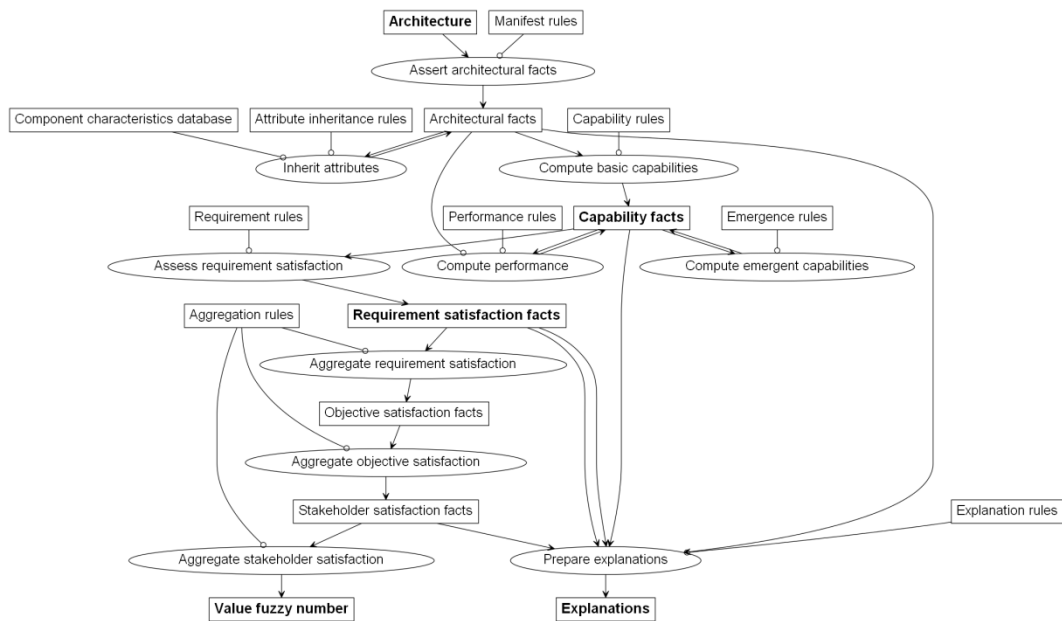 Architecture
Manifest rules
Assert architectural facts
Component characteristics database
Attribute inheritance rules
Architectural facts
Capability rules
Inherit attributes
Compute basic capabilities
Requirement rules
Performance rules
Capability facts
Emergence rules
Assess requirement satisfaction
Compute performance
Compute emergent capabilities
Aggregation rules
Requirement satisfaction facts
Aggregate requirement satisfaction
Objective satisfaction facts
Aggregate objective satisfaction
Stakeholder satisfaction facts
Explanation rules
Aggregate stakeholder satisfaction
Prepare explanations
Value fuzzy number
Explanations